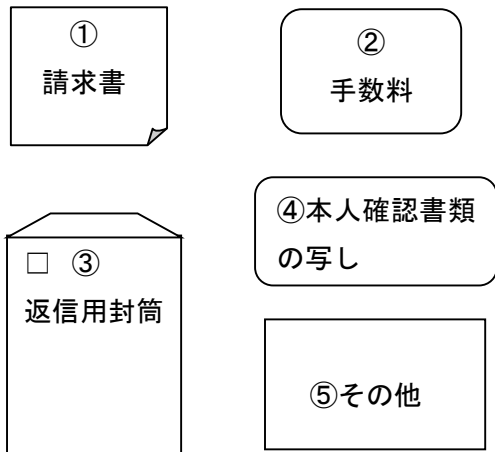 ①
請求書
②
手数料
□ ③
返信用封筒
④本人確認書類
の写し
⑤その他